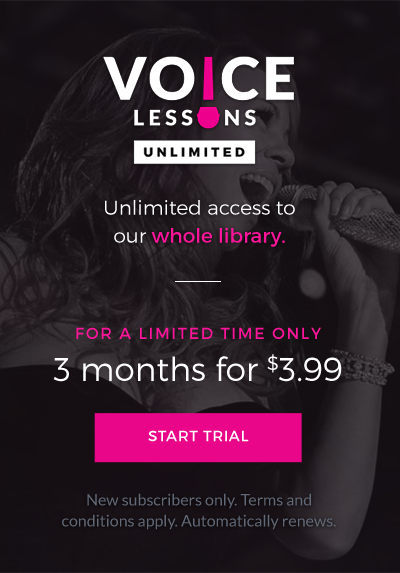 VOICE
LESSONS
UNLIMITED
Unlimited access to
our whole library.
FOR A LIMITED TIME ONLY
3 months for $3.99
START TRIAL
New subscribers only. Terms and
conditions apply. Automatically renews.